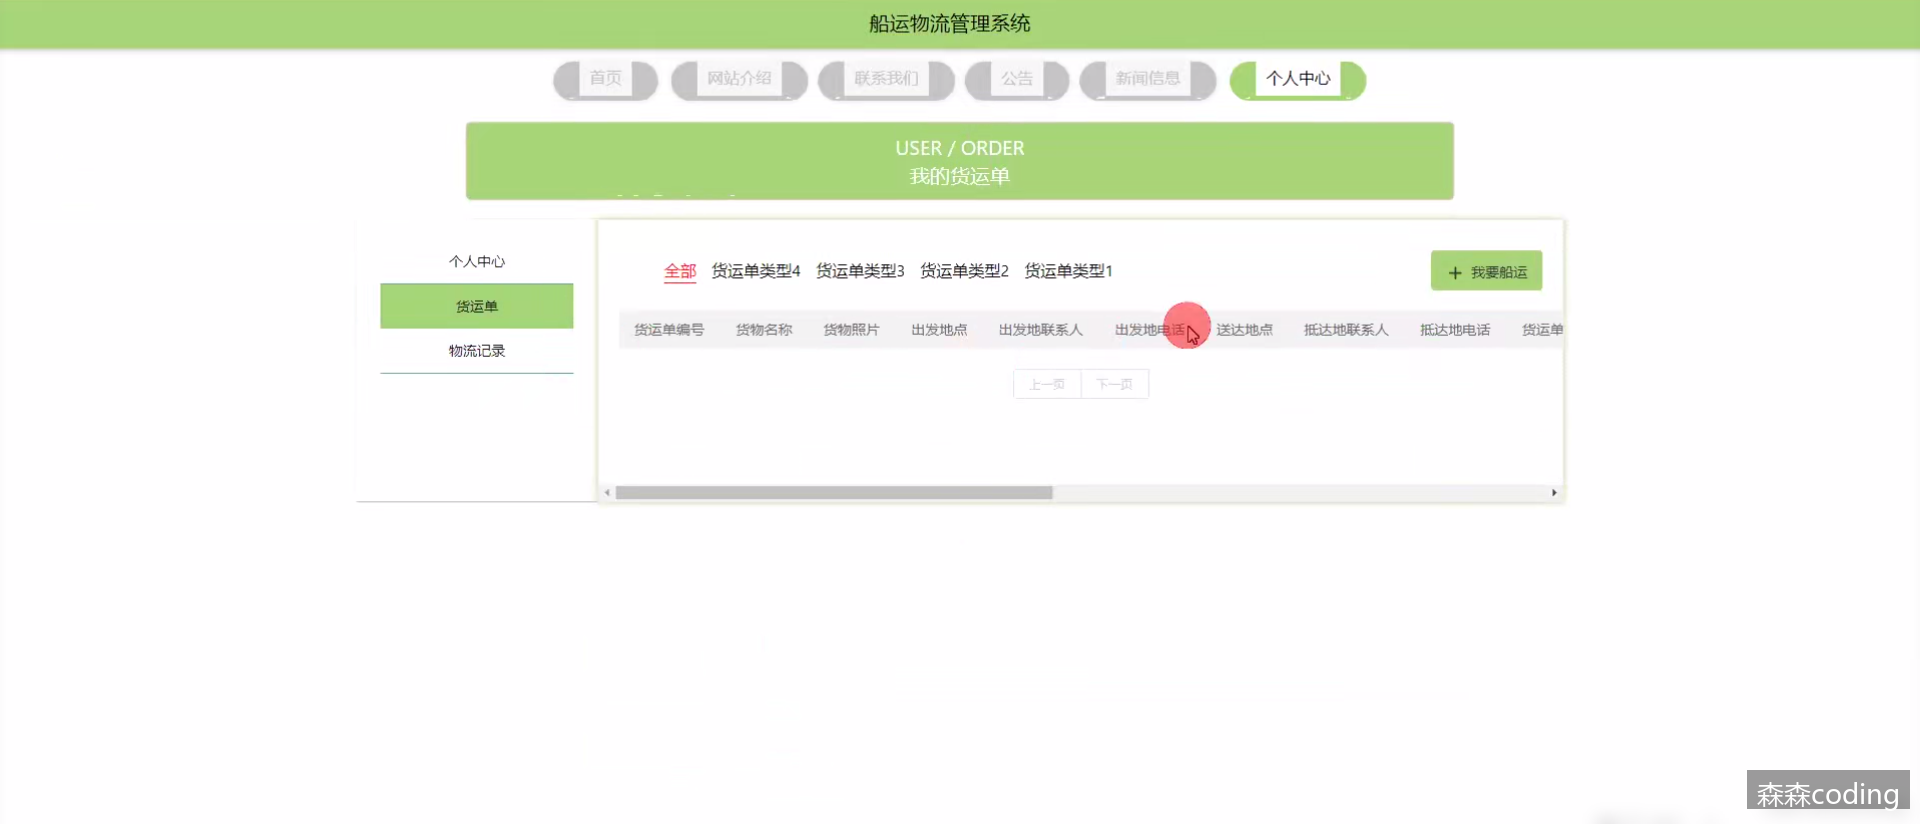 船运物流管理系统
首页 网站介绍 联系我们 公告 新闻信息 个人中心
USER / ORDER
我的货运单
个人中心
货运单
物流记录
全部 货运单类型4 货运单类型3 货运单类型2 货运单类型1
+ 我要船运
货运单编号 货物名称 货物照片 出发地点 出发地联系人 出发地电话 送达地点 抵达地联系人 抵达地电话 货运单
上一页 下一页
森森coding